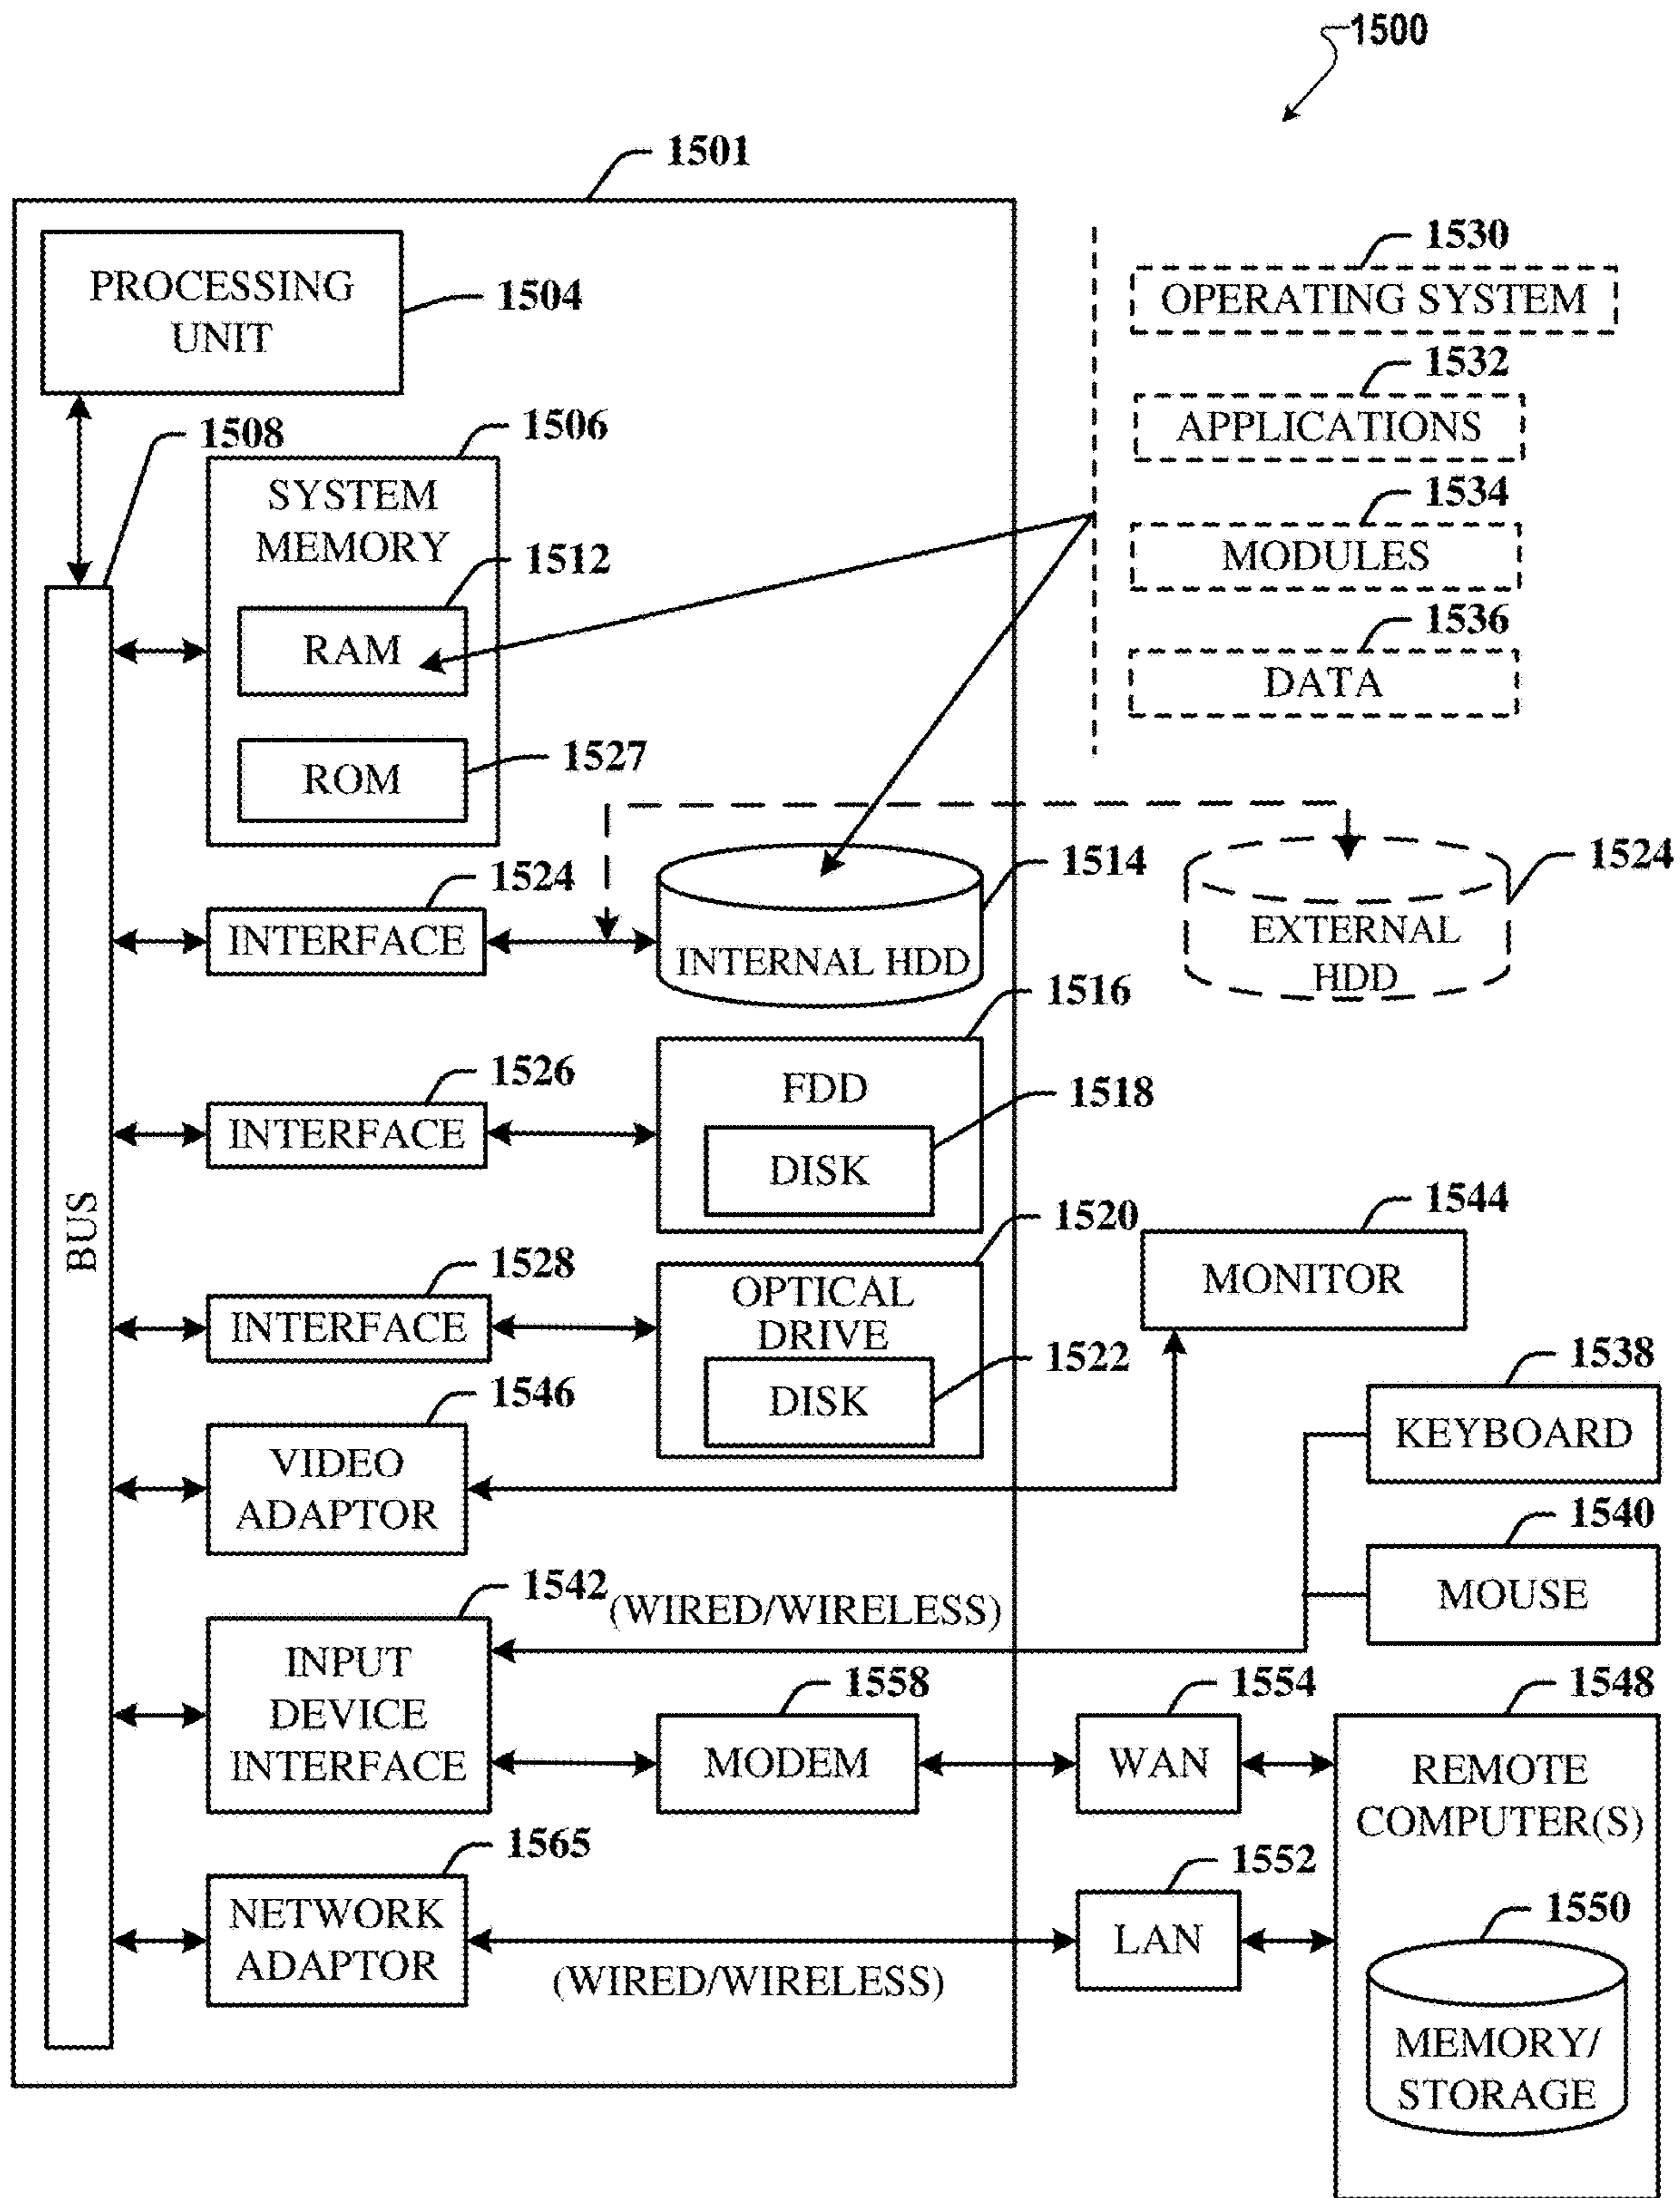 1500
1501
PROCESSING
UNIT
1504
1530
OPERATING SYSTEM
1532
APPLICATIONS
1534
MODULES
1536
DATA
1508
1506
SYSTEM
MEMORY
1512
RAM
1527
ROM
1524
INTERFACE
1514
INTERNAL HDD
1524
EXTERNAL
HDD
1526
INTERFACE
1516
FDD
1518
DISK
BUS
1528
INTERFACE
1520
OPTICAL
DRIVE
1522
DISK
1544
MONITOR
1546
VIDEO
ADAPTOR
1538
KEYBOARD
1540
MOUSE
1542
(WIRED/WIRELESS)
INPUT
DEVICE
INTERFACE
1558
MODEM
1554
WAN
1548
REMOTE
COMPUTER(S)
1565
NETWORK
ADAPTOR
(WIRED/WIRELESS)
1552
LAN
1550
MEMORY/
STORAGE